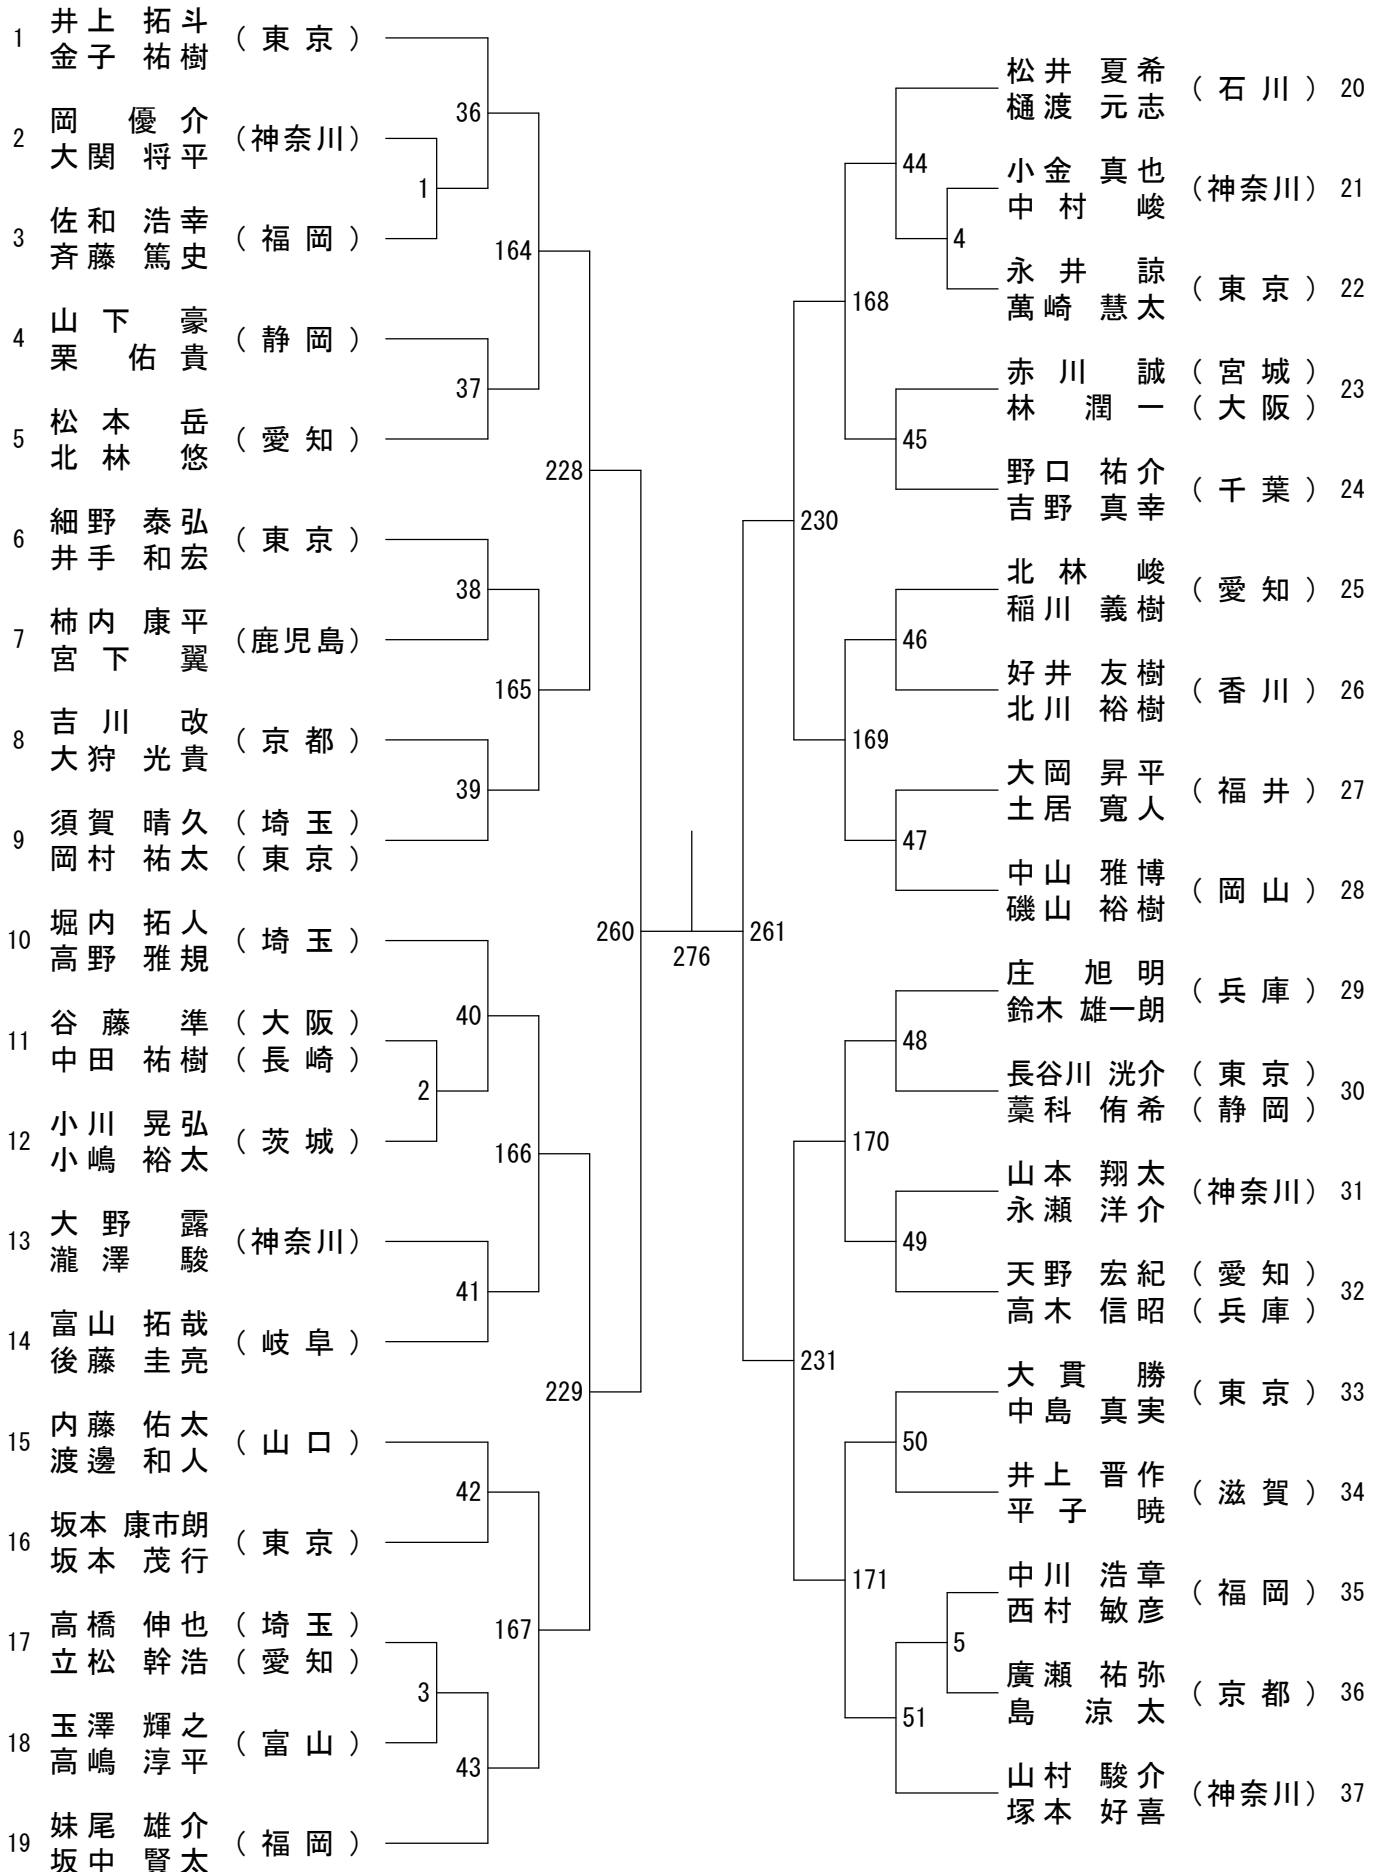 1 井上 拓斗 (東京)
金子 祐樹
2 岡 優介 (神奈川)
大関 将平
3 佐和 浩幸 (福岡)
斉藤 篤史
4 山下 豪 (静岡)
栗 佑貴
5 松本 岳 (愛知)
北林 悠
6 細野 泰弘 (東京)
井手 和宏
7 柿内 康平 (鹿児島)
宮下 翼
8 吉川 改 (京都)
大狩 光貴
9 須賀 晴久 (埼玉)
岡村 祐太 (東京)
10 堀内 拓人 (埼玉)
高野 雅規
11 谷藤 準 (大阪)
中田 祐樹 (長崎)
12 小川 晃弘 (茨城)
小嶋 裕太
13 大野 露 (神奈川)
瀧澤 駿
14 富山 拓哉 (岐阜)
後藤 圭亮
15 内藤 佑太 (山口)
渡邊 和人
16 坂本 康市朗 (東京)
坂本 茂行
17 高橋 伸也 (埼玉)
立松 幹浩 (愛知)
18 玉澤 輝之 (富山)
高嶋 淳平
19 妹尾 雄介 (福岡)
坂中 賢太
36
1
164
37
228
38
165
39
260
40
2
166
41
229
42
167
3
43
276
261
44
4
168
45
230
46
169
47
48
170
49
231
50
171
5
51
松井 夏希 (石川) 20
樋渡 元志
小金 真也 (神奈川) 21
中村 峻
永井 諒 (東京) 22
萬崎 慧太
赤川 誠 (宮城) 23
林 潤一 (大阪)
野口 祐介 (千葉) 24
吉野 真幸
北林 峻 (愛知) 25
稲川 義樹
好井 友樹 (香川) 26
北川 裕樹
大岡 昇平 (福井) 27
土居 寛人
中山 雅博 (岡山) 28
磯山 裕樹
庄 旭明 (兵庫) 29
鈴木 雄一朗
長谷川 洸介 (東京) 30
藁科 侑希 (静岡)
山本 翔太 (神奈川) 31
永瀬 洋介
天野 宏紀 (愛知) 32
高木 信昭 (兵庫)
大貫 勝 (東京) 33
中島 真実
井上 晋作 (滋賀) 34
平子 暁
中川 浩章 (福岡) 35
西村 敏彦
廣瀬 祐弥 (京都) 36
島 涼太
山村 駿介 (神奈川) 37
塚本 好喜